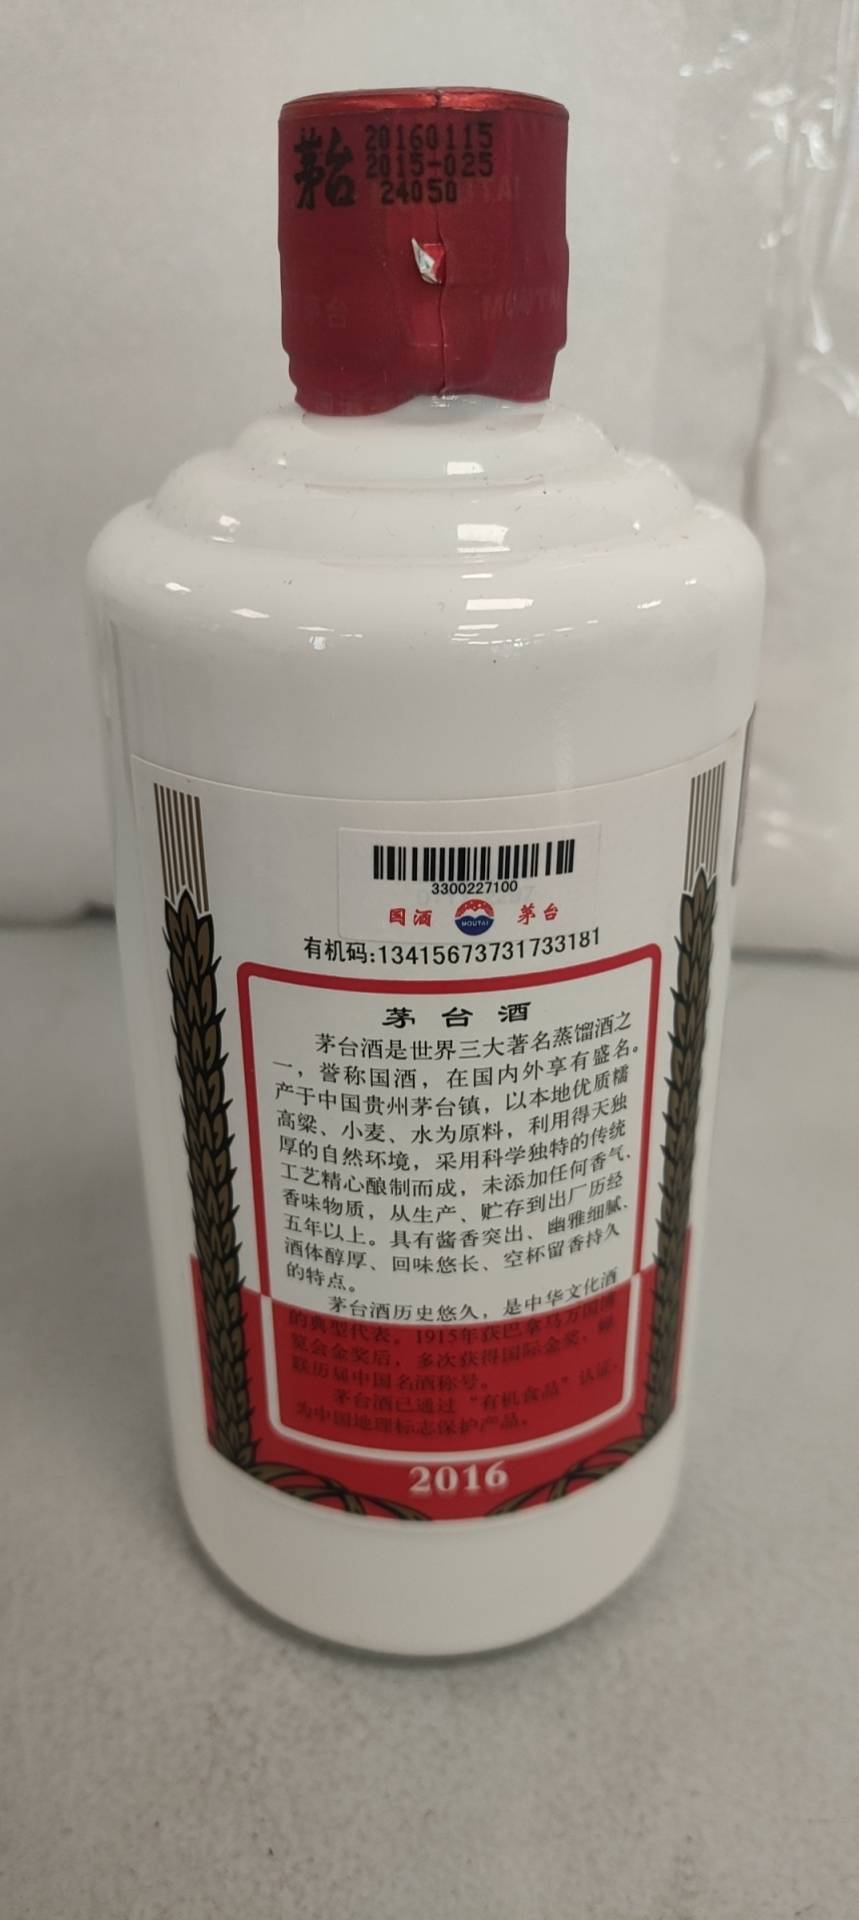 茅台
20160115
2015-025
24050
3300227100
国酒 MOUTAI 茅台
有机码:13415673731733181
茅台酒
茅台酒是世界三大著名蒸馏酒之
一，誉称国酒，在国内外享有盛名。
产于中国贵州茅台镇，以本地优质糯
高粱、小麦、水为原料，利用得天独
厚的自然环境，采用科学独特的传统
工艺精心酿制而成，未添加任何香气、
香味物质，从生产、贮存到出厂历经
五年以上。具有酱香突出、幽雅细腻、
酒体醇厚、回味悠长、空杯留香持久
的特点。
茅台酒历史悠久，是中华文化酒
的典型代表。1915年获巴拿马万国博
览会金奖后，多次获得国际金奖，蝉
联历届中国名酒称号。
茅台酒已通过“有机食品”认证，
为中国地理标志保护产品。
2016